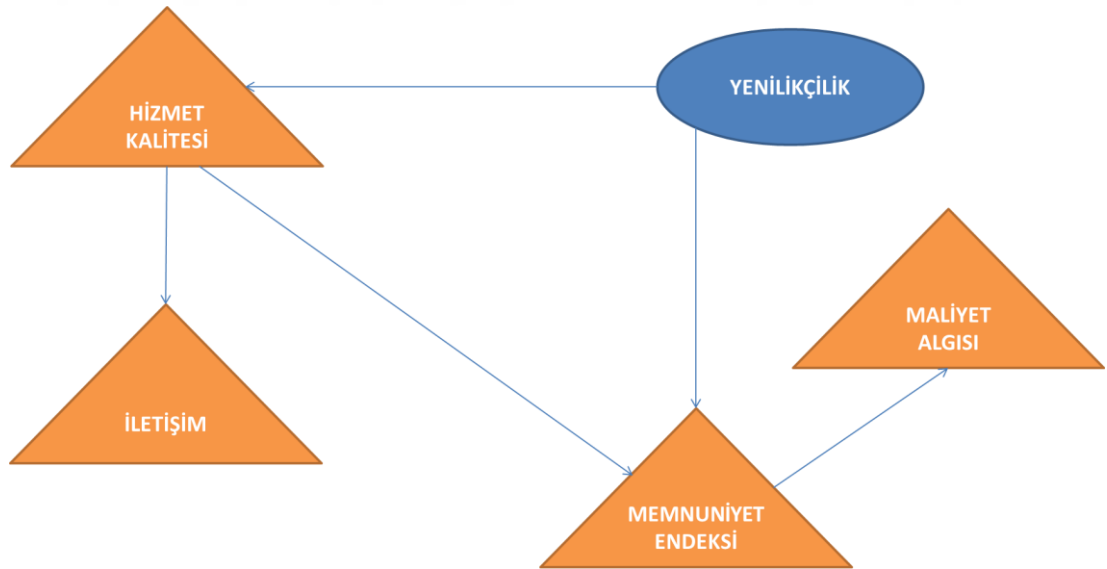 HİZMET
KALİTESİ
YENİLİKÇİLİK
MALİYET
ALGISI
İLETİŞİM
MEMNUNİYET
ENDEKSİ